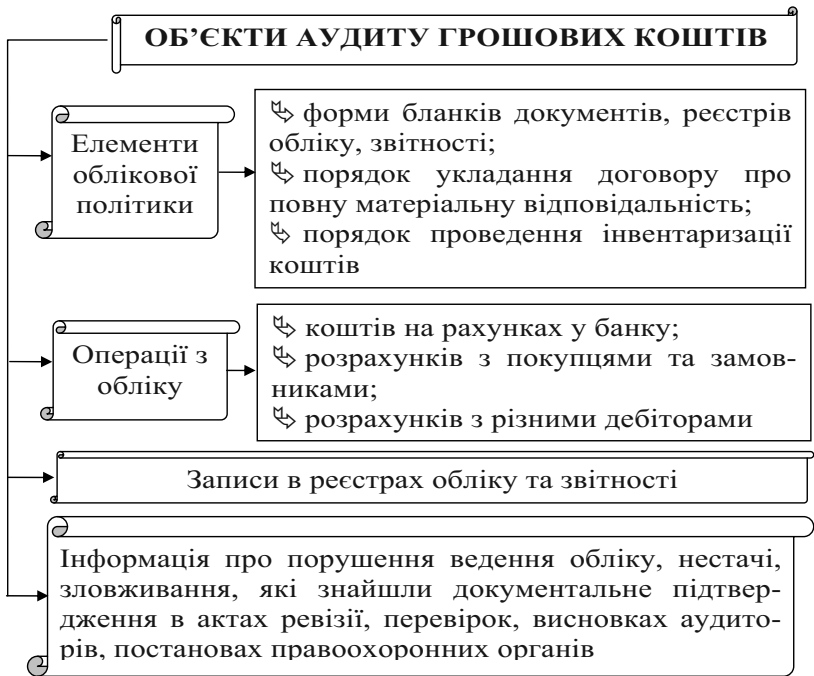 ОБ’ЄКТИ АУДИТУ ГРОШОВИХ КОШТІВ
Елементи
облікової
політики
форми бланків документів, реєстрів
обліку, звітності;
порядок укладання договору про
повну матеріальну відповідальність;
порядок проведення інвентаризації
коштів
Операції з
обліку
коштів на рахунках у банку;
розрахунків з покупцями та замов-
никами;
розрахунків з різними дебіторами
Записи в реєстрах обліку та звітності
Інформація про порушення ведення обліку, нестачі,
зловживання, які знайшли документальне підтвер-
дження в актах ревізії, перевірок, висновках аудито-
рів, постановах правоохоронних органів